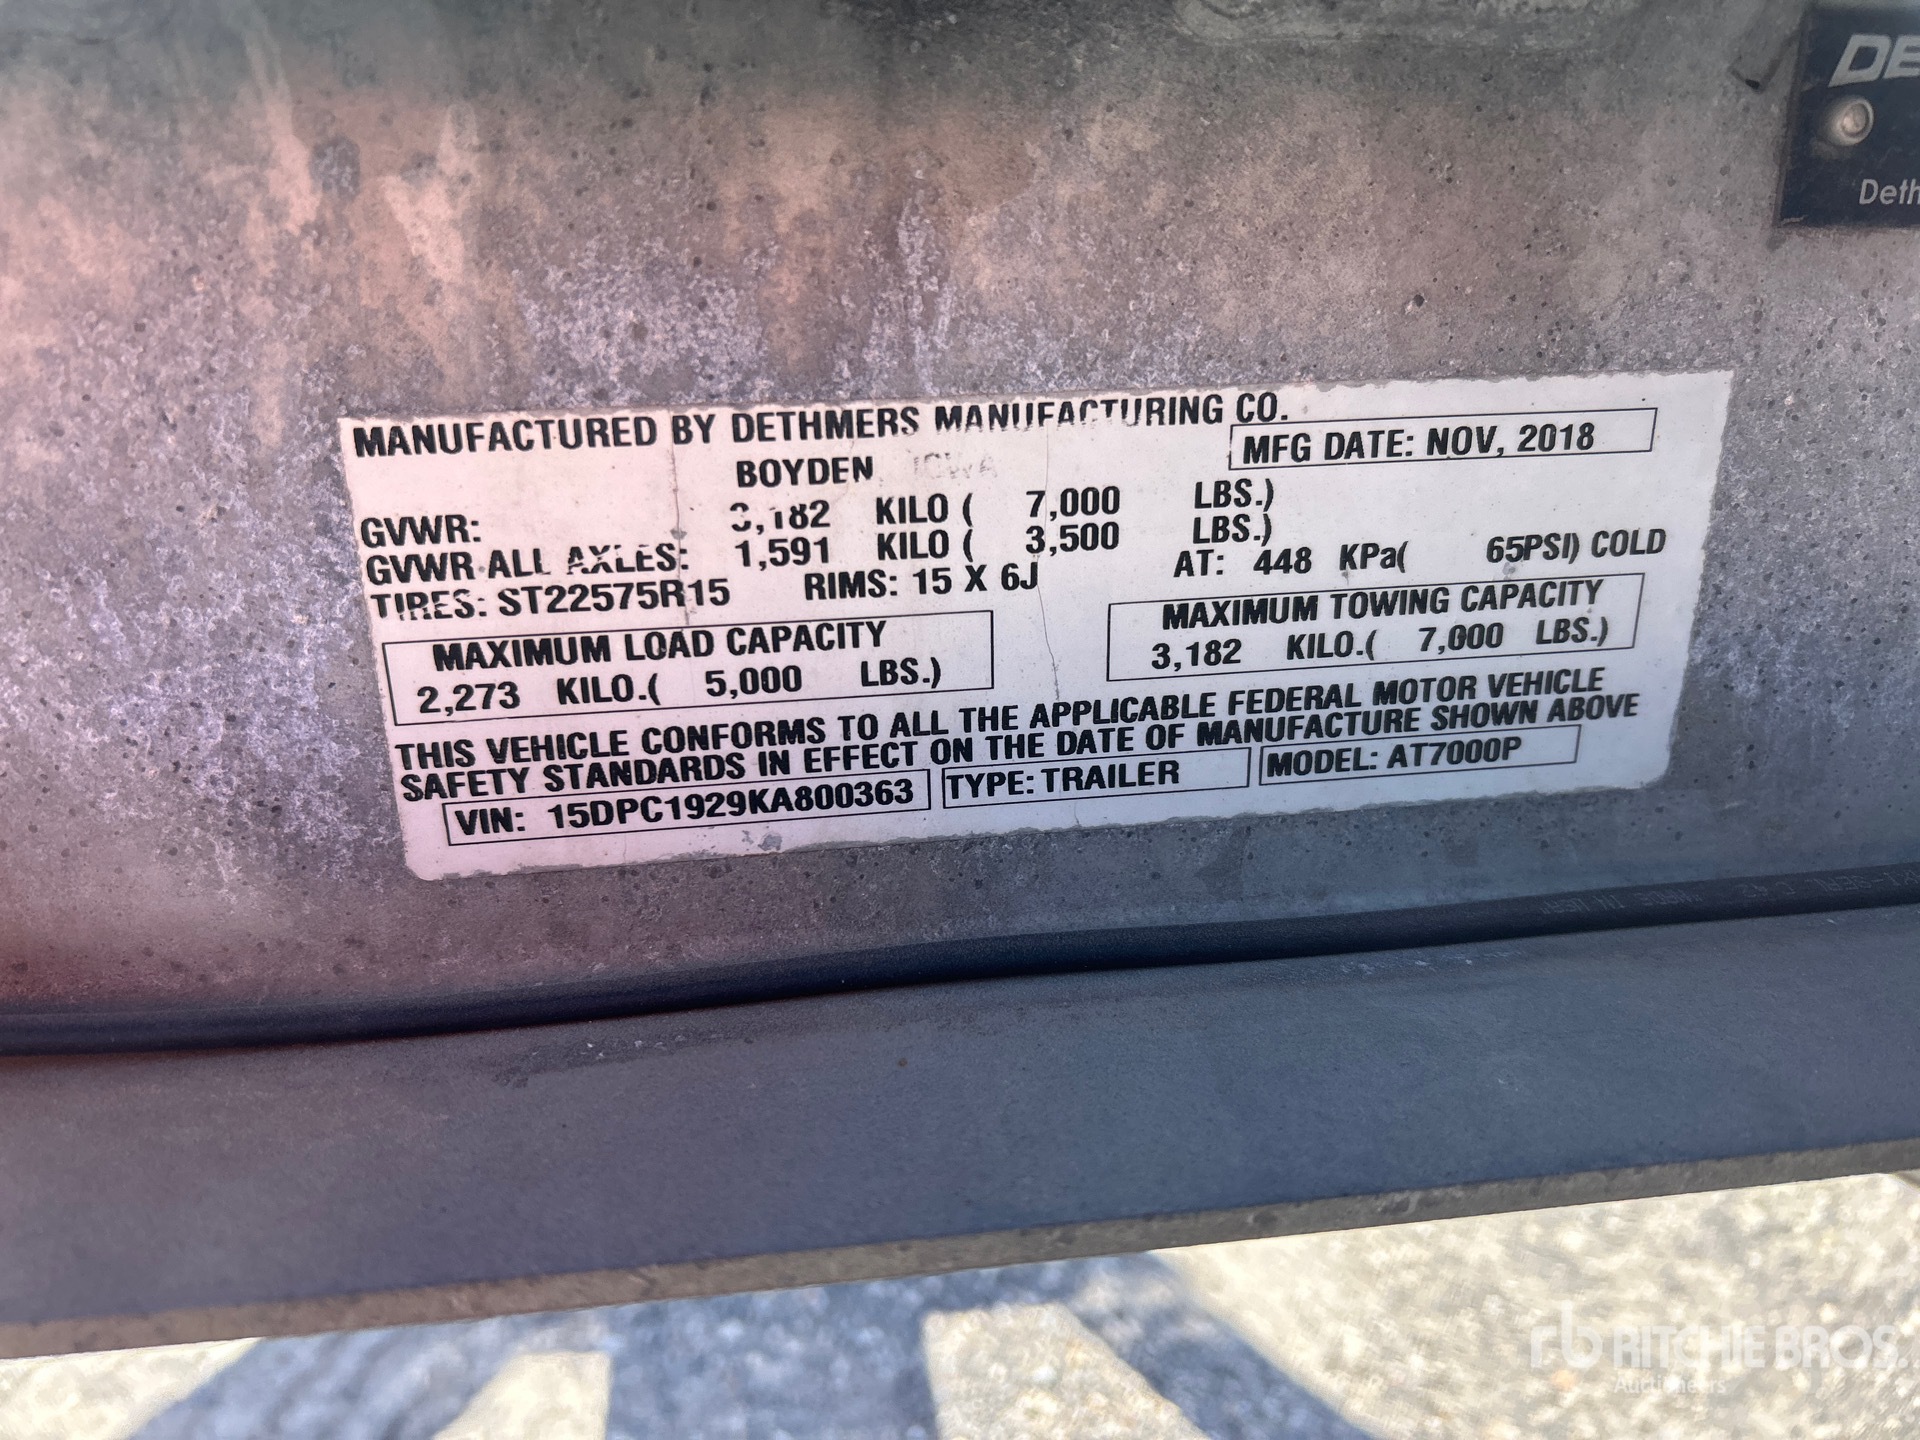 DE
Deth
MANUFACTURED BY DETHMERS MANUFACTURING CO.
BOYDEN IOWA
MFG DATE: NOV, 2018
GVWR: 3,182 KILO ( 7,000 LBS.)
GVWR ALL AXLES: 1,591 KILO ( 3,500 LBS.)
TIRES: ST22575R15 RIMS: 15 X 6J AT: 448 KPa( 65PSI) COLD
MAXIMUM LOAD CAPACITY
2,273 KILO.( 5,000 LBS.)
MAXIMUM TOWING CAPACITY
3,182 KILO.( 7,000 LBS.)
THIS VEHICLE CONFORMS TO ALL THE APPLICABLE FEDERAL MOTOR VEHICLE
SAFETY STANDARDS IN EFFECT ON THE DATE OF MANUFACTURE SHOWN ABOVE
VIN: 15DPC1929KA800363 TYPE: TRAILER MODEL: AT7000P
rb RITCHIE BROS.
Auctioneers